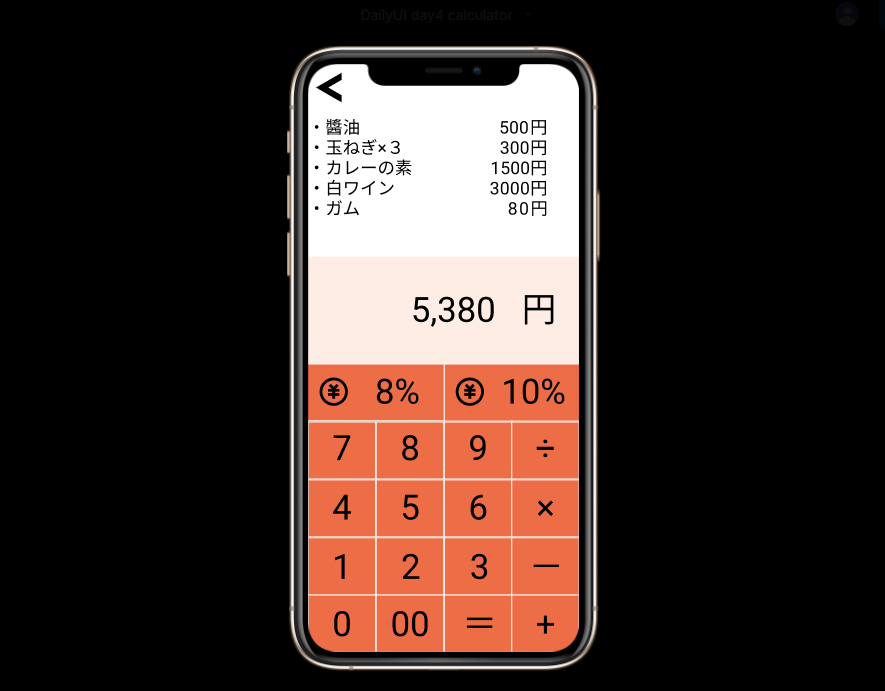 DailyUI day4 calculator
・醬油 500円
・玉ねぎ×３ 300円
・カレーの素 1500円
・白ワイン 3000円
・ガム 80円
5,380 円
¥ 8% ¥ 10%
7 8 9 ÷
4 5 6 ×
1 2 3 －
0 00 ＝ +